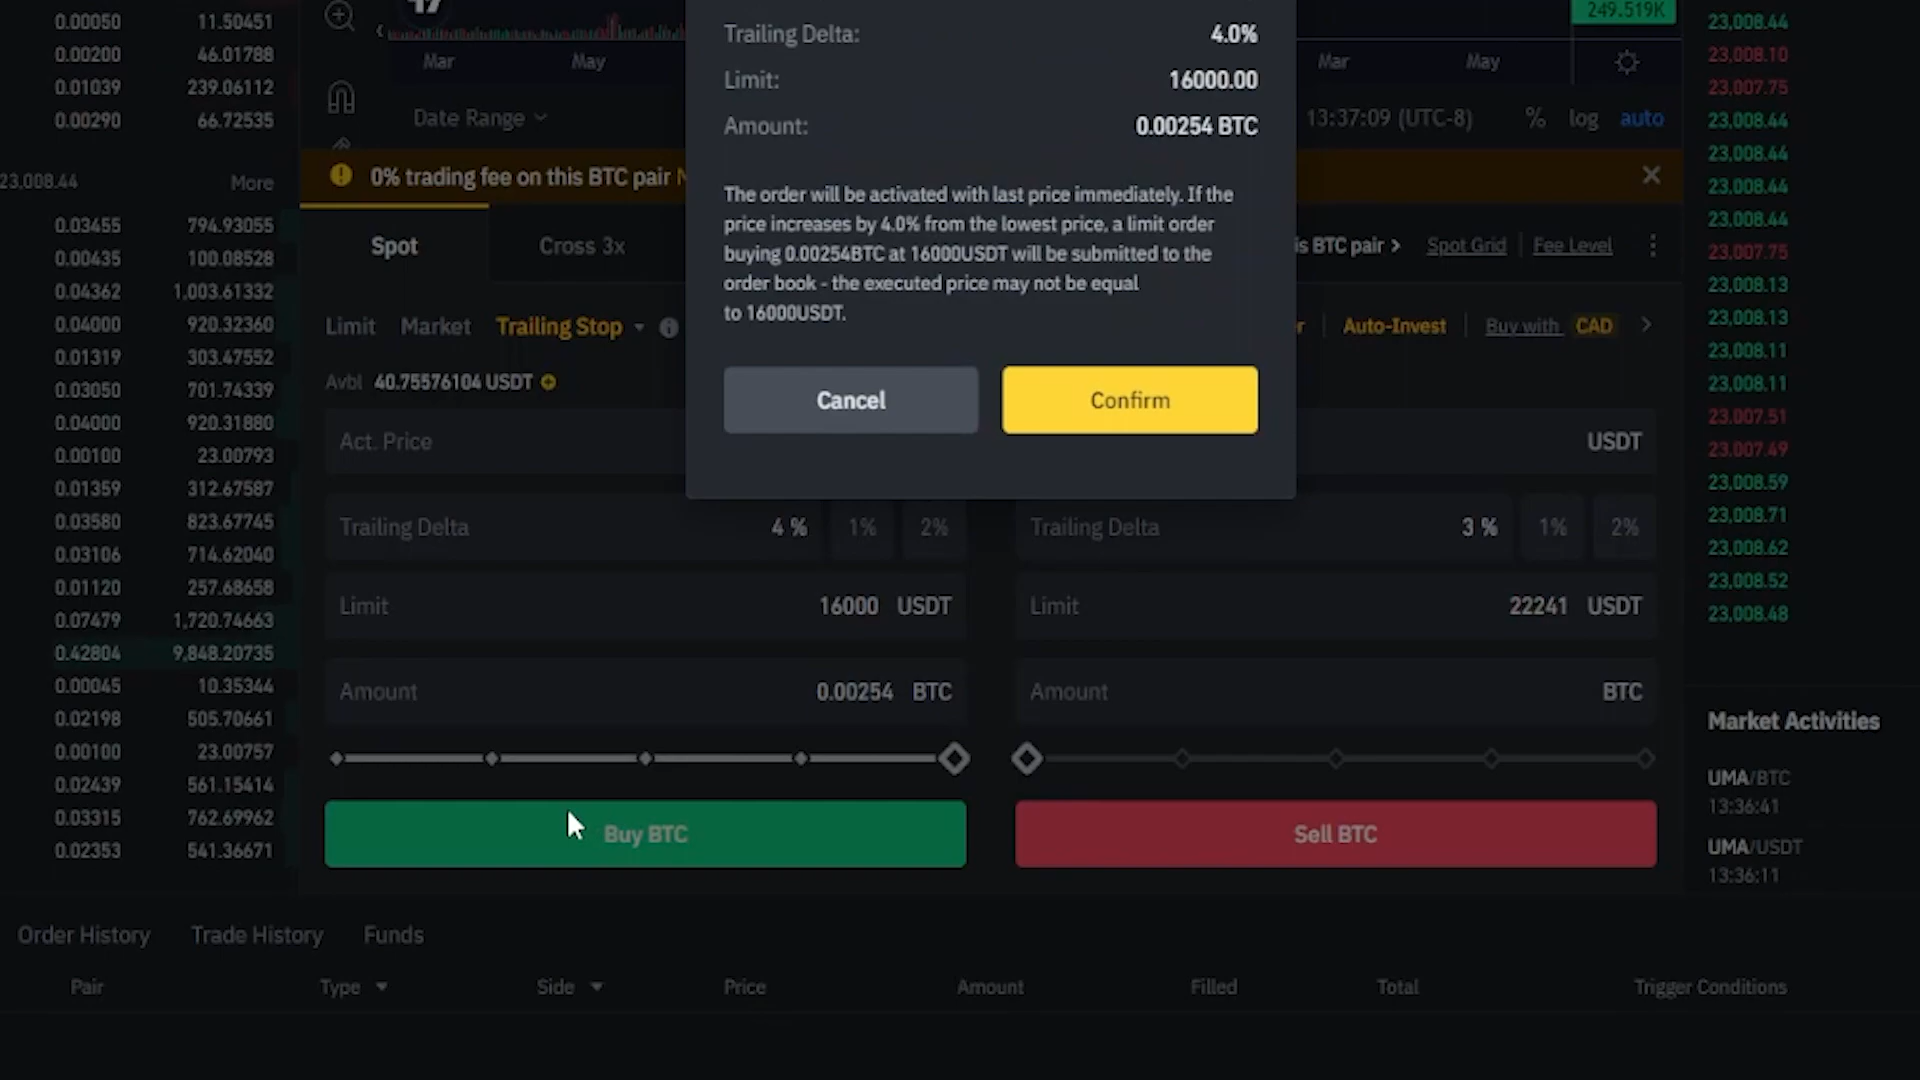 0.00050 11.50451
0.00200 46.01788
0.01039 239.06112
0.00290 66.72535
23,008.44 More
0.03455 794.93055
0.00435 100.08528
0.04362 1,003.61332
0.04000 920.32360
0.01319 303.47552
0.03050 701.74339
0.04000 920.31880
0.00100 23.00793
0.01359 312.67587
0.03580 823.67745
0.03106 714.62040
0.01120 257.68658
0.07479 1,720.74663
0.42804 9,848.20735
0.00045 10.35344
0.02198 505.70661
0.00100 23.00757
0.02439 561.15414
0.03315 762.69962
0.02353 541.36671
Mar May
Date Range
0% trading fee on this BTC pair
Mar May
249.519K
13:37:09 (UTC-8) % log auto
Trailing Delta: 4.0%
Limit: 16000.00
Amount: 0.00254 BTC
The order will be activated with last price immediately. If the
price increases by 4.0% from the lowest price, a limit order
buying 0.00254BTC at 16000USDT will be submitted to the
order book - the executed price may not be equal
to 16000USDT.
Cancel Confirm
Spot Cross 3x
is BTC pair > Spot Grid Fee Level
Limit Market Trailing Stop
r Auto-Invest Buy with CAD
Avbl 40.75576104 USDT
Act. Price
USDT
Trailing Delta 4 % 1% 2%
Limit 16000 USDT
Amount 0.00254 BTC
Buy BTC
Trailing Delta 3 % 1% 2%
Limit 22241 USDT
Amount BTC
Sell BTC
23,008.44
23,008.10
23,007.75
23,008.44
23,008.44
23,008.44
23,008.44
23,007.75
23,008.13
23,008.13
23,008.11
23,008.11
23,007.51
23,007.49
23,008.59
23,008.71
23,008.62
23,008.52
23,008.48
Market Activities
UMA/BTC
13:36:41
UMA/USDT
13:36:11
Order History Trade History Funds
Pair Type Side Price Amount Filled Total Trigger Conditions